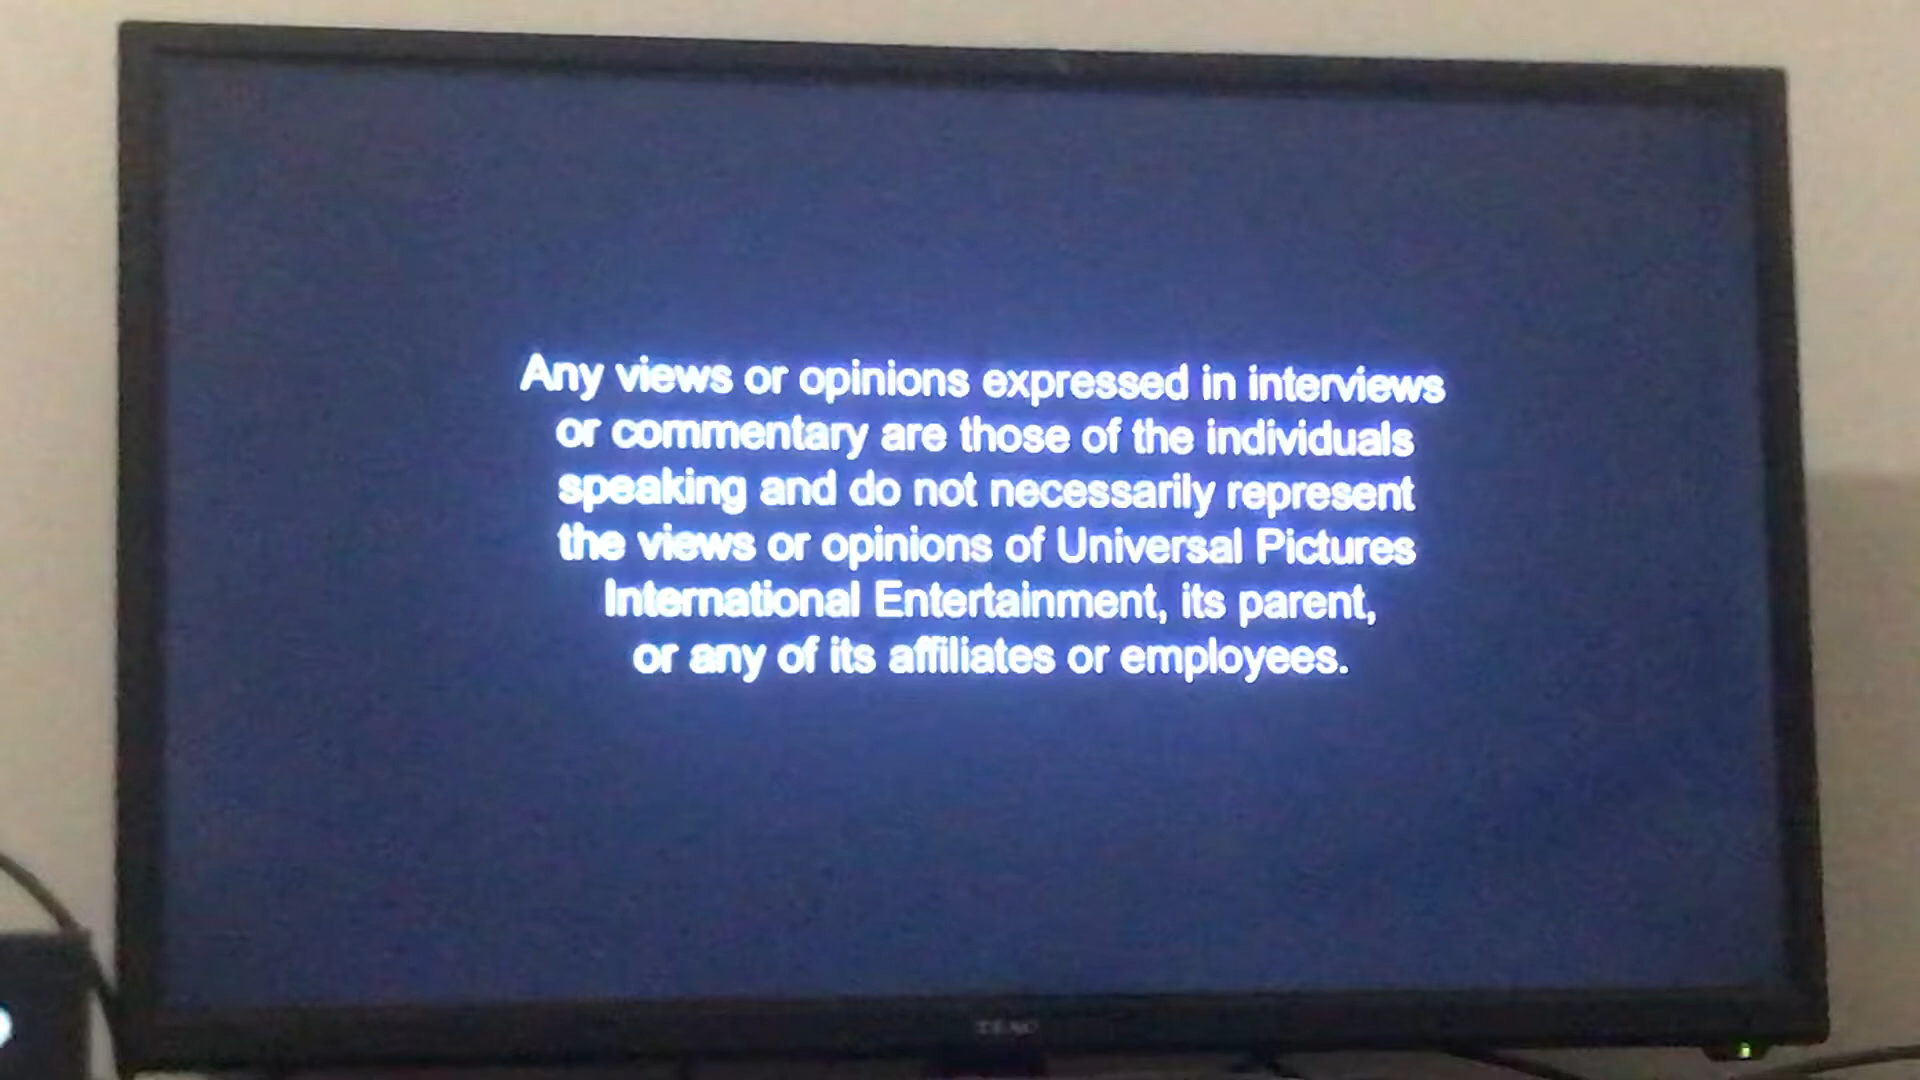 Any views or opinions expressed in interviews
or commentary are those of the individuals
speaking and do not necessarily represent
the views or opinions of Universal Pictures
International Entertainment, its parent,
or any of its affiliates or employees.
TEAC